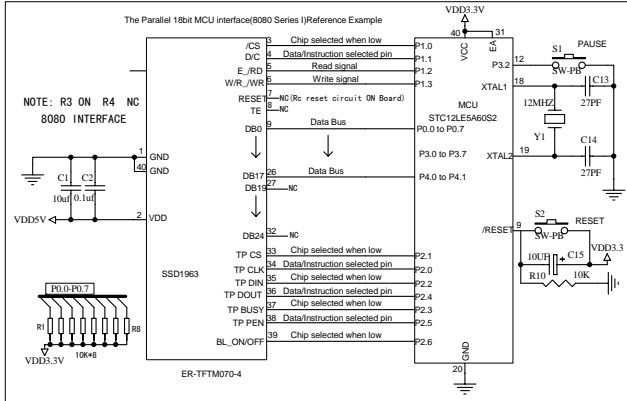 The Parallel 18bit MCU interface(8080 Series I)Reference Example
VDD3.3V
/CS 3 Chip selected when low P1.0
D/C 4 Data/Instruction selected pin P1.1
E_/RD 5 Read signal P1.2
W/R_/WR 6 Write signal P1.3
RESET 7 NC(Rc reset circuit ON Board)
TE 8 NC
DB0 9 Data Bus P0.0 to P0.7
P3.0 to P3.7
DB17 26 Data Bus P4.0 to P4.1
DB19 27 NC
DB24 32 NC
TP CS 33 Chip selected when low P2.1
TP CLK 34 Data/Instruction selected pin P2.0
TP DIN 35 Chip selected when low P2.2
TP DOUT 36 Data/Instruction selected pin P2.4
TP BUSY 37 Chip selected when low P2.3
TP PEN 38 Data/Instruction selected pin P2.5
BL_ON/OFF 39 Chip selected when low P2.6
NOTE: R3 ON R4 NC
8080 INTERFACE
1 GND
40 GND
C1 C2
10uf 0.1uf
VDD5V 2 VDD
SSD1963
P0.0-P0.7
R1 R8
10K*8
VDD3.3V
ER-TFTM070-4
40 31
VCC EA
MCU
STC12LE5A60S2
P3.2 12 S1 PAUSE
SW-PB
XTAL1 18 C13
12MHZ 27PF
Y1 C14
XTAL2 19 27PF
/RESET 9 S2 RESET
SW-PB VDD3.3V
10UF + C15
R10 10K
GND
20